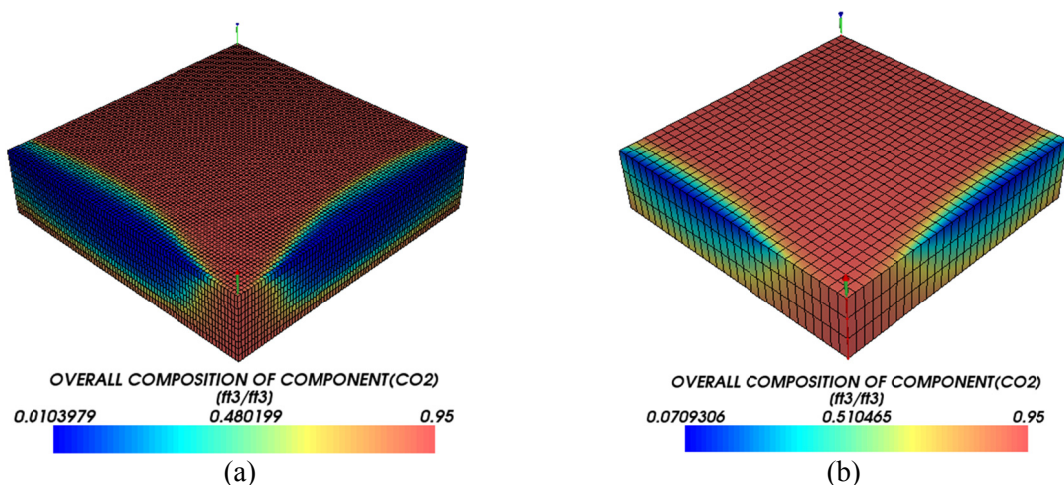 OVERALL COMPOSITION OF COMPONENT(CO2)
(ft3/ft3)
0.0103979 0.480199 0.95
(a)
OVERALL COMPOSITION OF COMPONENT(CO2)
(ft3/ft3)
0.0709306 0.510465 0.95
(b)